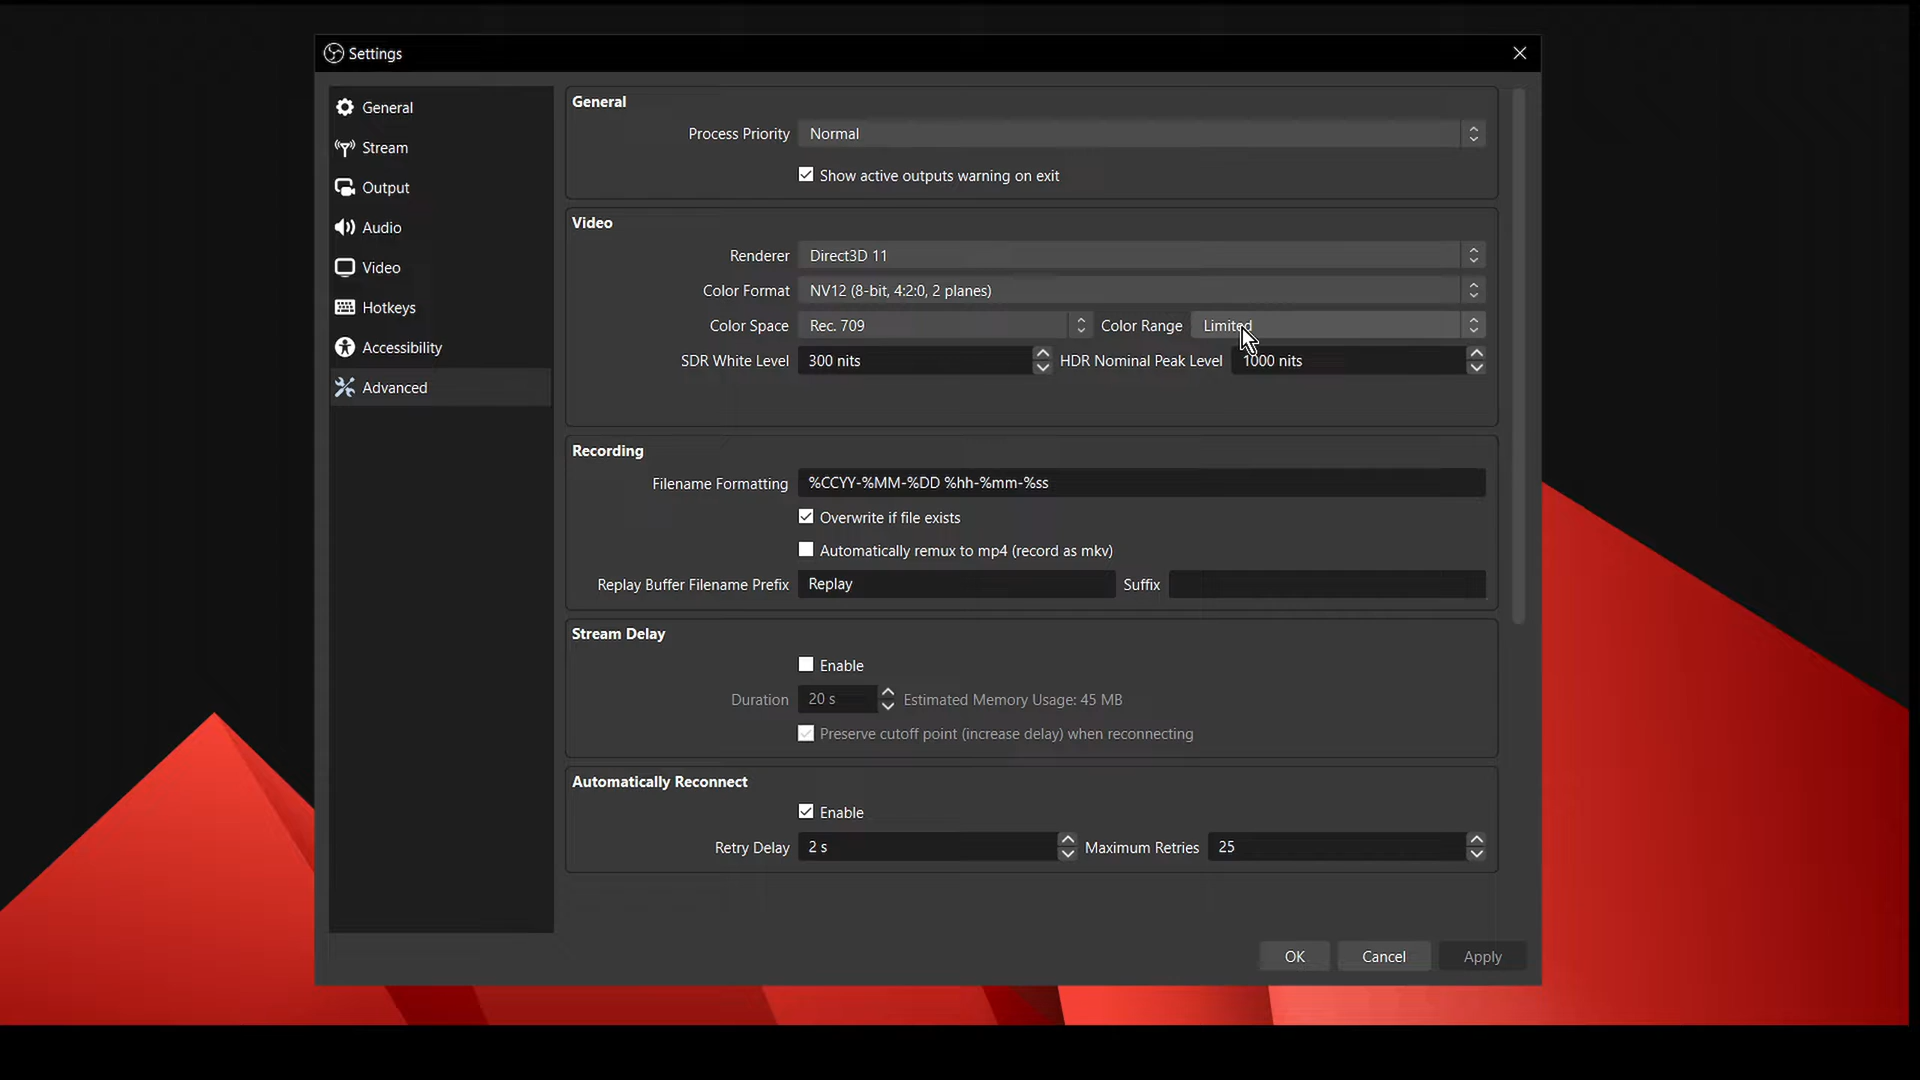 Settings
General
Stream
Output
Audio
Video
Hotkeys
Accessibility
Advanced
General
Process Priority Normal
Show active outputs warning on exit
Video
Renderer Direct3D 11
Color Format NV12 (8-bit, 4:2:0, 2 planes)
Color Space Rec. 709 Color Range Limited
SDR White Level 300 nits HDR Nominal Peak Level 1000 nits
Recording
Filename Formatting %CCYY-%MM-%DD %hh-%mm-%ss
Overwrite if file exists
Automatically remux to mp4 (record as mkv)
Replay Buffer Filename Prefix Replay Suffix
Stream Delay
Enable
Duration 20 s Estimated Memory Usage: 45 MB
Preserve cutoff point (increase delay) when reconnecting
Automatically Reconnect
Enable
Retry Delay 2 s Maximum Retries 25
OK Cancel Apply